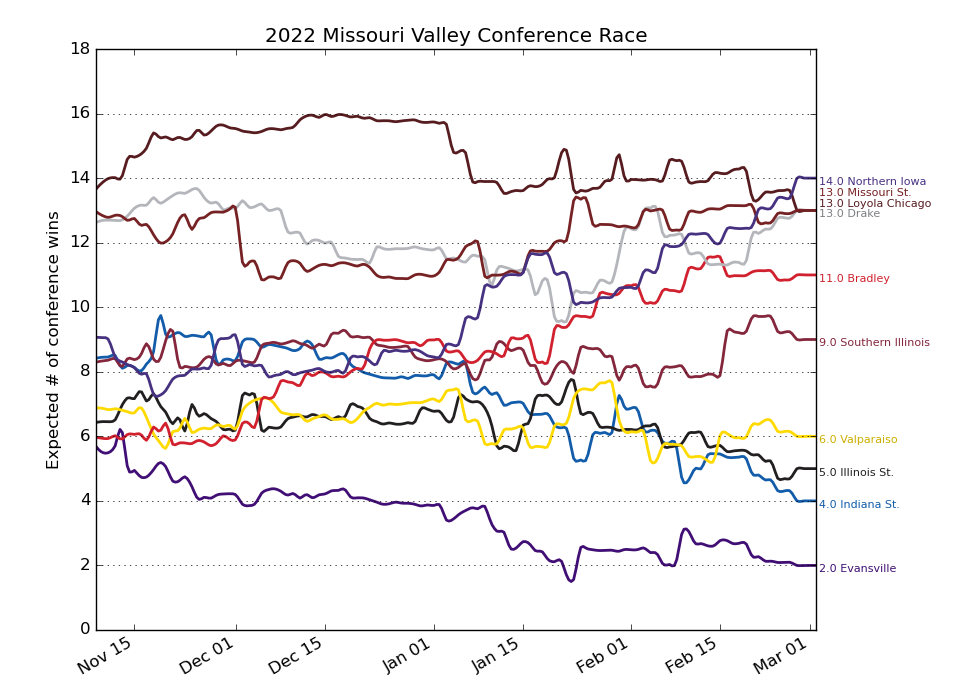 2022 Missouri Valley Conference Race
Expected # of conference wins
18
16
14
12
10
8
6
4
2
0
14.0 Northern Iowa
13.0 Missouri St.
13.0 Loyola Chicago
13.0 Drake
11.0 Bradley
9.0 Southern Illinois
6.0 Valparaiso
5.0 Illinois St.
4.0 Indiana St.
2.0 Evansville
Nov 15
Dec 01
Dec 15
Jan 01
Jan 15
Feb 01
Feb 15
Mar 01